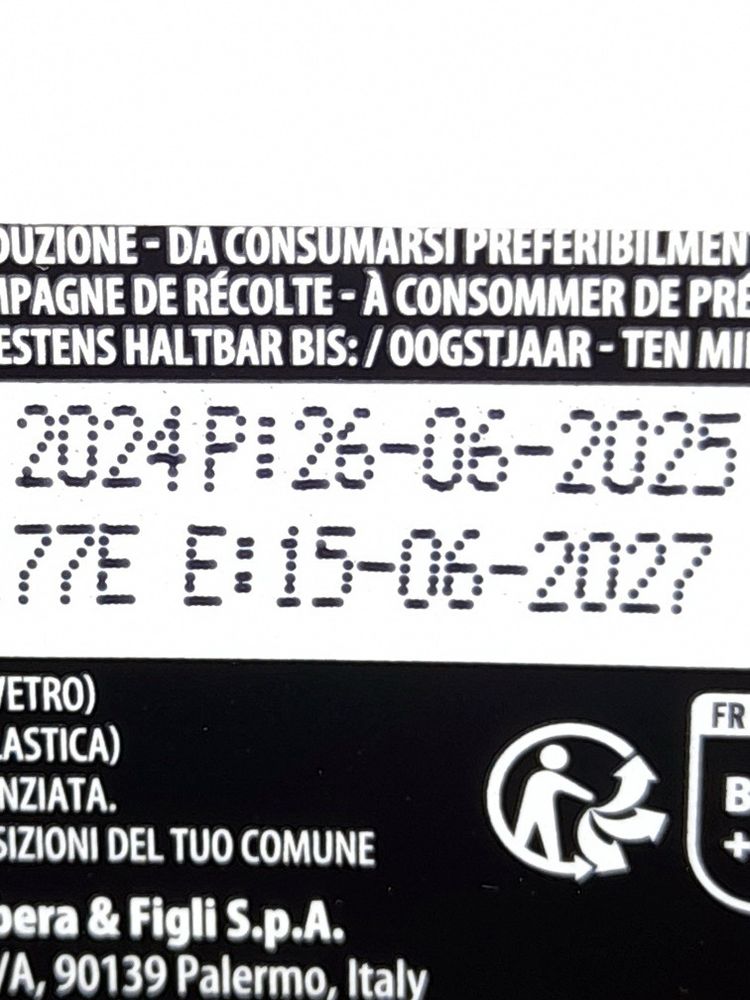 DUZIONE - DA CONSUMARSI PREFERIBILMEN
MPAGNE DE RÉCOLTE - À CONSOMMER DE PRÉ
ESTENS HALTBAR BIS: / OOGSTJAAR - TEN MI
2024 P:26-06-2025
77E E:15-06-2027
VETRO)
LASTICA)
NZIATA.
SIZIONI DEL TUO COMUNE
FR
B
+
bera & Figli S.p.A.
/A, 90139 Palermo, Italy